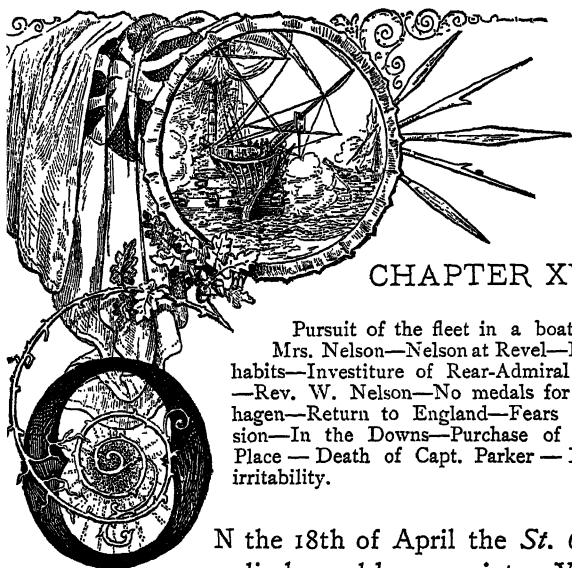 CHAPTER
Pursuit of the fleet in a boat
Mrs. Nelson—Nelson at Revel—
habits—Investiture of Rear-Admiral
—Rev. W. Nelson—No medals for
hagen—Return to England—Fears
sion—In the Downs—Purchase of
Place — Death of Capt. Parker —
irritability.
ON the 18th of April the St.